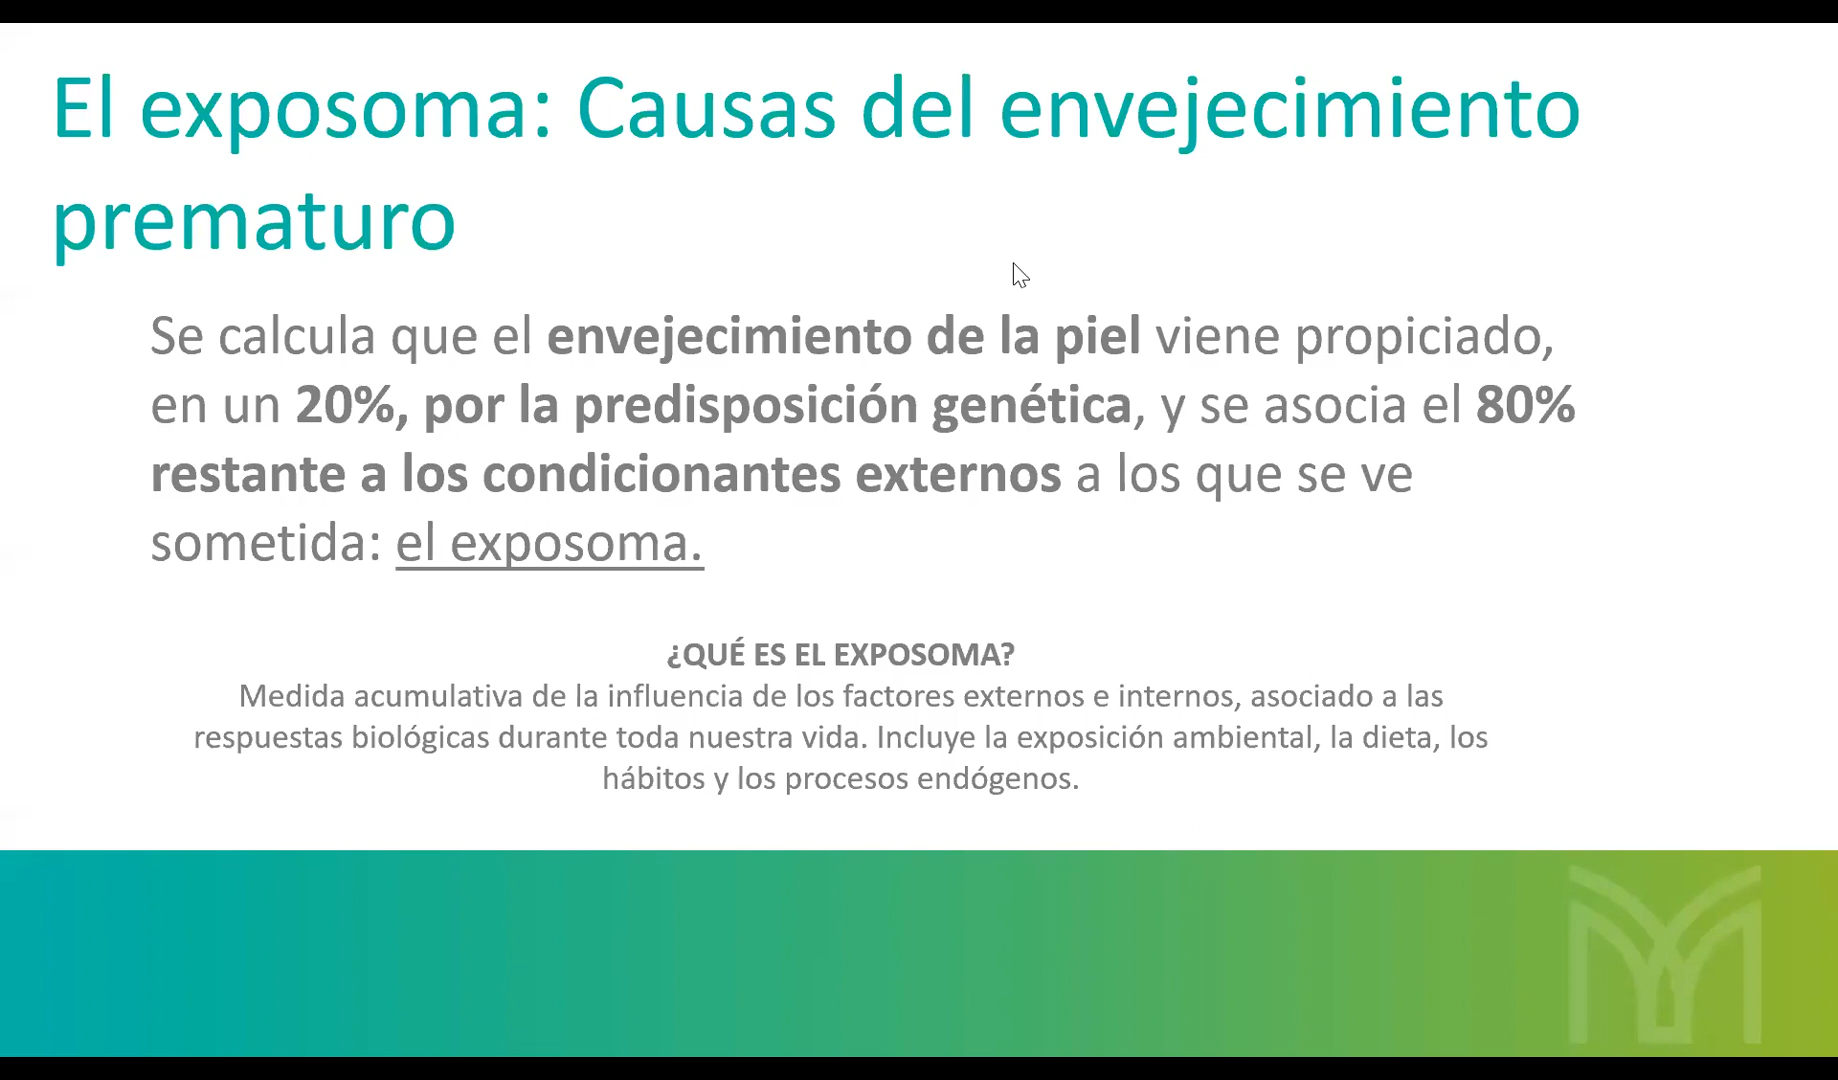 El exposoma: Causas del envejecimiento
prematuro
Se calcula que el envejecimiento de la piel viene propiciado,
en un 20%, por la predisposición genética, y se asocia el 80%
restante a los condicionantes externos a los que se ve
sometida: el exposoma.
¿QUÉ ES EL EXPOSOMA?
Medida acumulativa de la influencia de los factores externos e internos, asociado a las
respuestas biológicas durante toda nuestra vida. Incluye la exposición ambiental, la dieta, los
hábitos y los procesos endógenos.